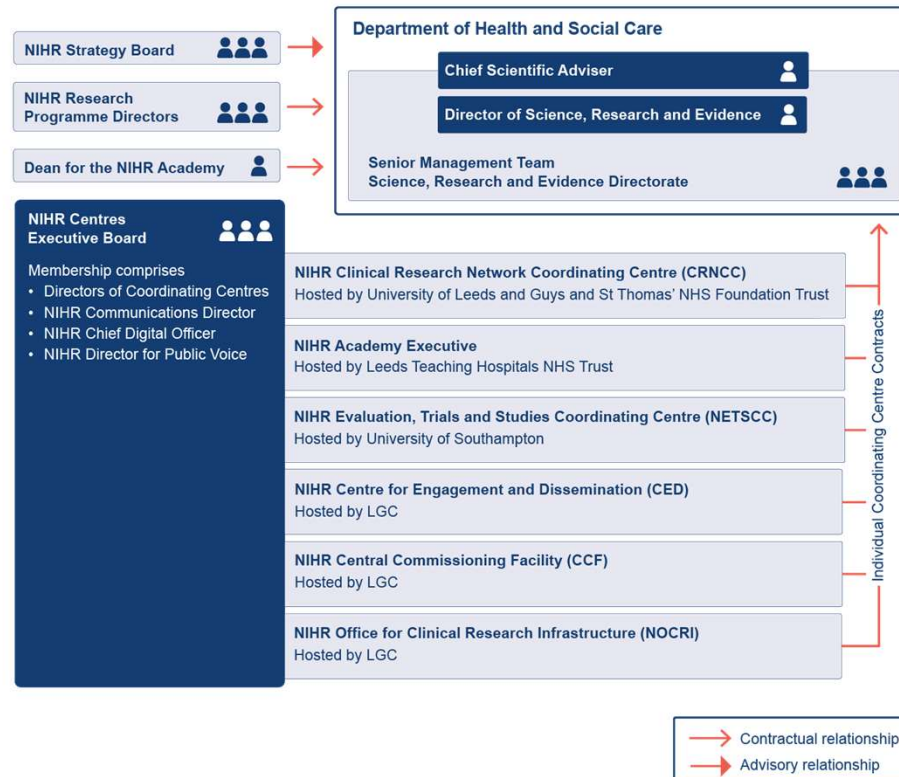 Department of Health and Social Care
NIHR Strategy Board
Chief Scientific Adviser
NIHR Research
Programme Directors
Director of Science, Research and Evidence
Dean for the NIHR Academy
Senior Management Team
Science, Research and Evidence Directorate
NIHR Centres
Executive Board
Membership comprises
• Directors of Coordinating Centres
• NIHR Communications Director
• NIHR Chief Digital Officer
• NIHR Director for Public Voice
NIHR Clinical Research Network Coordinating Centre (CRNCC)
Hosted by University of Leeds and Guys and St Thomas’ NHS Foundation Trust
NIHR Academy Executive
Hosted by Leeds Teaching Hospitals NHS Trust
NIHR Evaluation, Trials and Studies Coordinating Centre (NETSCC)
Hosted by University of Southampton
NIHR Centre for Engagement and Dissemination (CED)
Hosted by LGC
NIHR Central Commissioning Facility (CCF)
Hosted by LGC
NIHR Office for Clinical Research Infrastructure (NOCRI)
Hosted by LGC
Individual Coordinating Centre Contracts
Contractual relationship
Advisory relationship